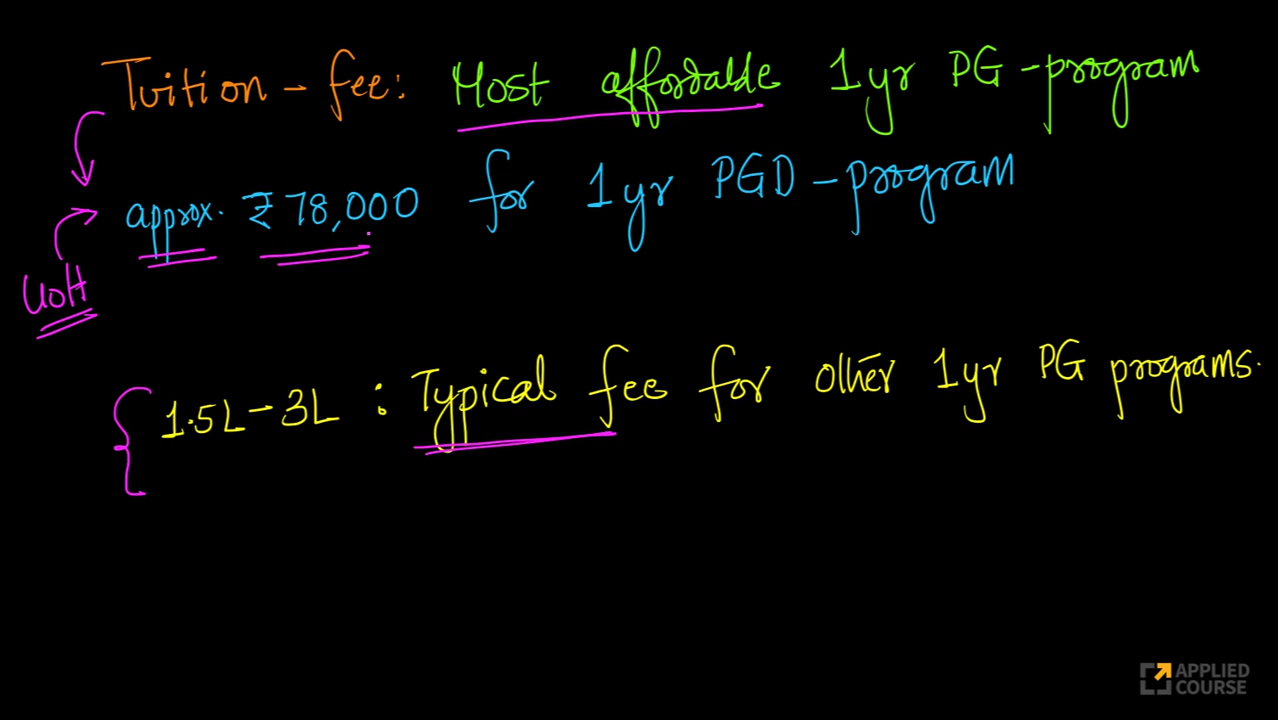 Tuition - fee: Most affordable 1yr PG - program
approx. ₹ 78,000 for 1yr PGD - program
UoH
1.5L - 3L : Typical fee for other 1yr PG programs.
APPLIED
COURSE